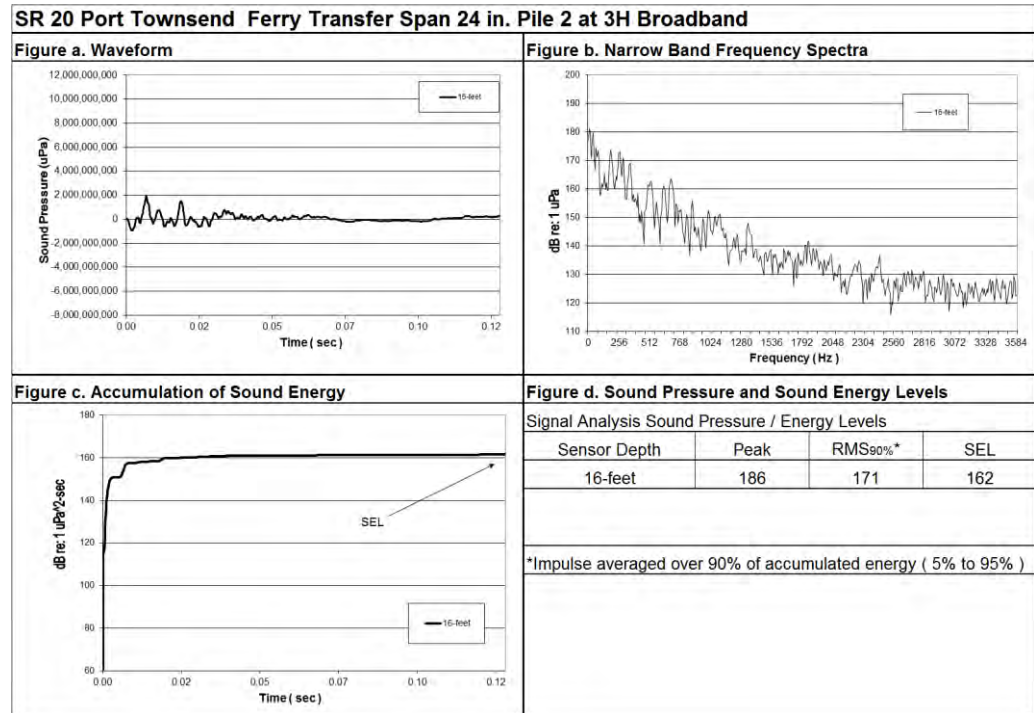 SR 20 Port Townsend Ferry Transfer Span 24 in. Pile 2 at 3H Broadband
Figure a. Waveform
12,000,000,000
10,000,000,000
8,000,000,000
6,000,000,000
4,000,000,000
2,000,000,000
0
-2,000,000,000
-4,000,000,000
-6,000,000,000
-8,000,000,000
Sound Pressure (uPa)
16-feet
0.00 0.02 0.05 0.07 0.10 0.12
Time ( sec )
Figure b. Narrow Band Frequency Spectra
200
190
180
170
160
150
140
130
120
110
dB re: 1 uPa
16-feet
0 256 512 768 1024 1280 1536 1792 2048 2304 2560 2816 3072 3328 3584
Frequency ( Hz )
Figure c. Accumulation of Sound Energy
180
160
140
120
100
80
60
dB re: 1 uPa^2-sec
SEL
16-feet
0.00 0.02 0.05 0.07 0.10 0.12
Time ( sec )
Figure d. Sound Pressure and Sound Energy Levels
Signal Analysis Sound Pressure / Energy Levels
Sensor Depth Peak RMS90%* SEL
16-feet 186 171 162
*Impulse averaged over 90% of accumulated energy ( 5% to 95% )